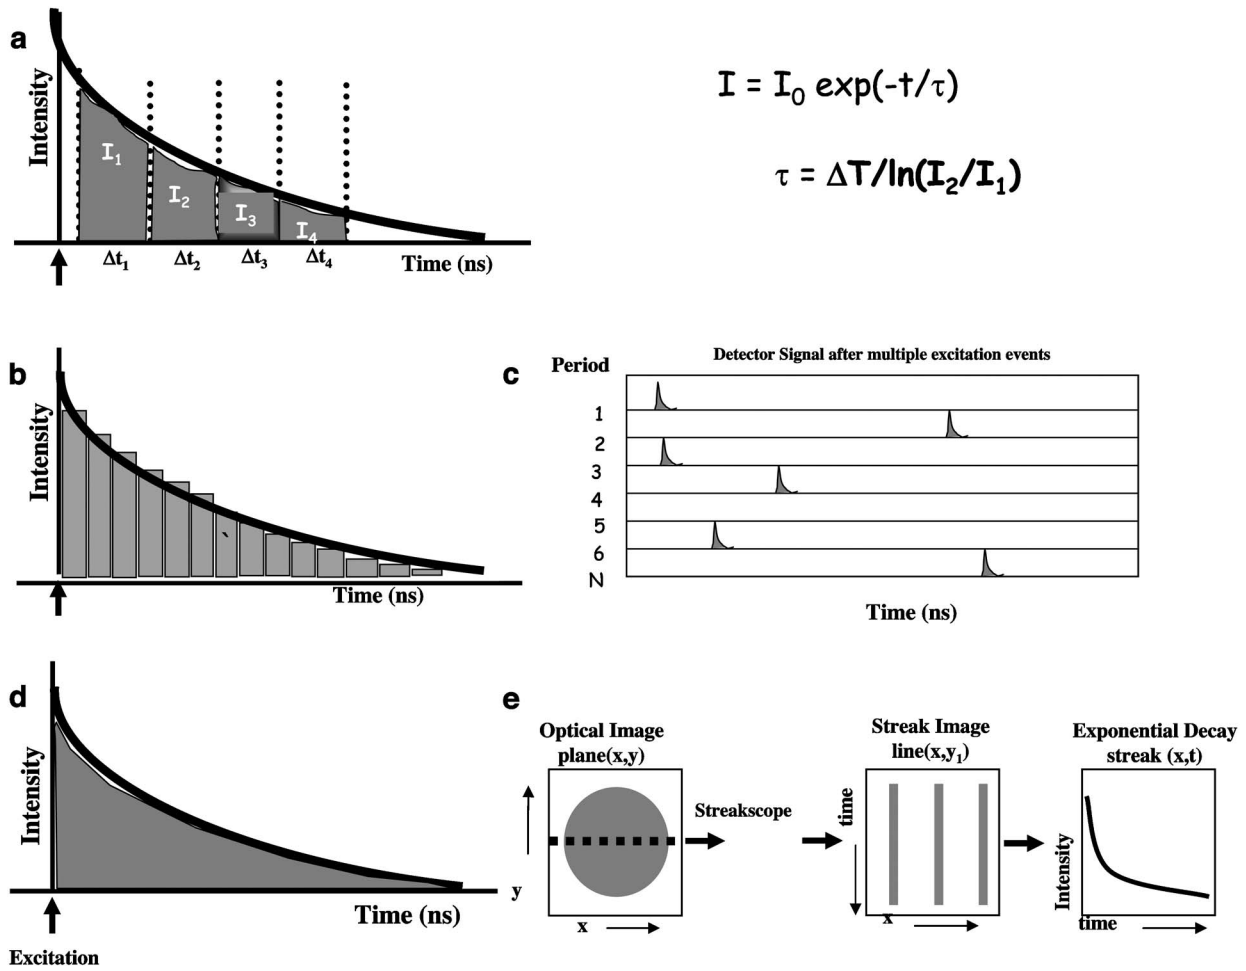 a
Intensity
I₁
I₂
I₃
I₄
Δt₁ Δt₂ Δt₃ Δt₄
Time (ns)
I = I₀ exp(-t/τ)
τ = ΔT/ln(I₂/I₁)
b
Intensity
Time (ns)
c
Period
Detector Signal after multiple excitation events
1
2
3
4
5
6
N
Time (ns)
d
Intensity
Time (ns)
Excitation
e
Optical Image
plane(x,y)
y
x
Streakscope
Streak Image
line(x,y₁)
time
x
Exponential Decay
streak (x,t)
Intensity
time